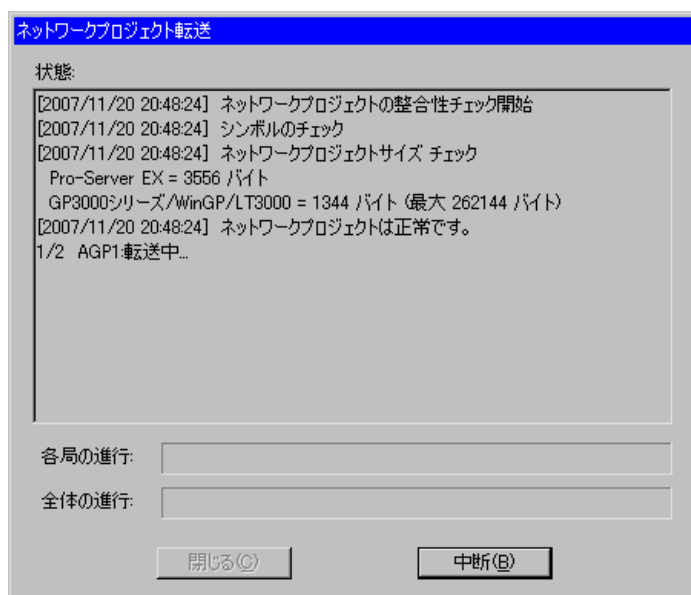 ネットワークプロジェクト転送
状態:
[2007/11/20 20:48:24] ネットワークプロジェクトの整合性チェック開始
[2007/11/20 20:48:24] シンボルのチェック
[2007/11/20 20:48:24] ネットワークプロジェクトサイズ チェック
Pro-Server EX = 3556 バイト
GP3000シリーズ/WinGP/LT3000 = 1344 バイト (最大 262144 バイト)
[2007/11/20 20:48:24] ネットワークプロジェクトは正常です。
1/2 AGP1:転送中...
各局の進行:
全体の進行:
閉じる(C) 中断(B)